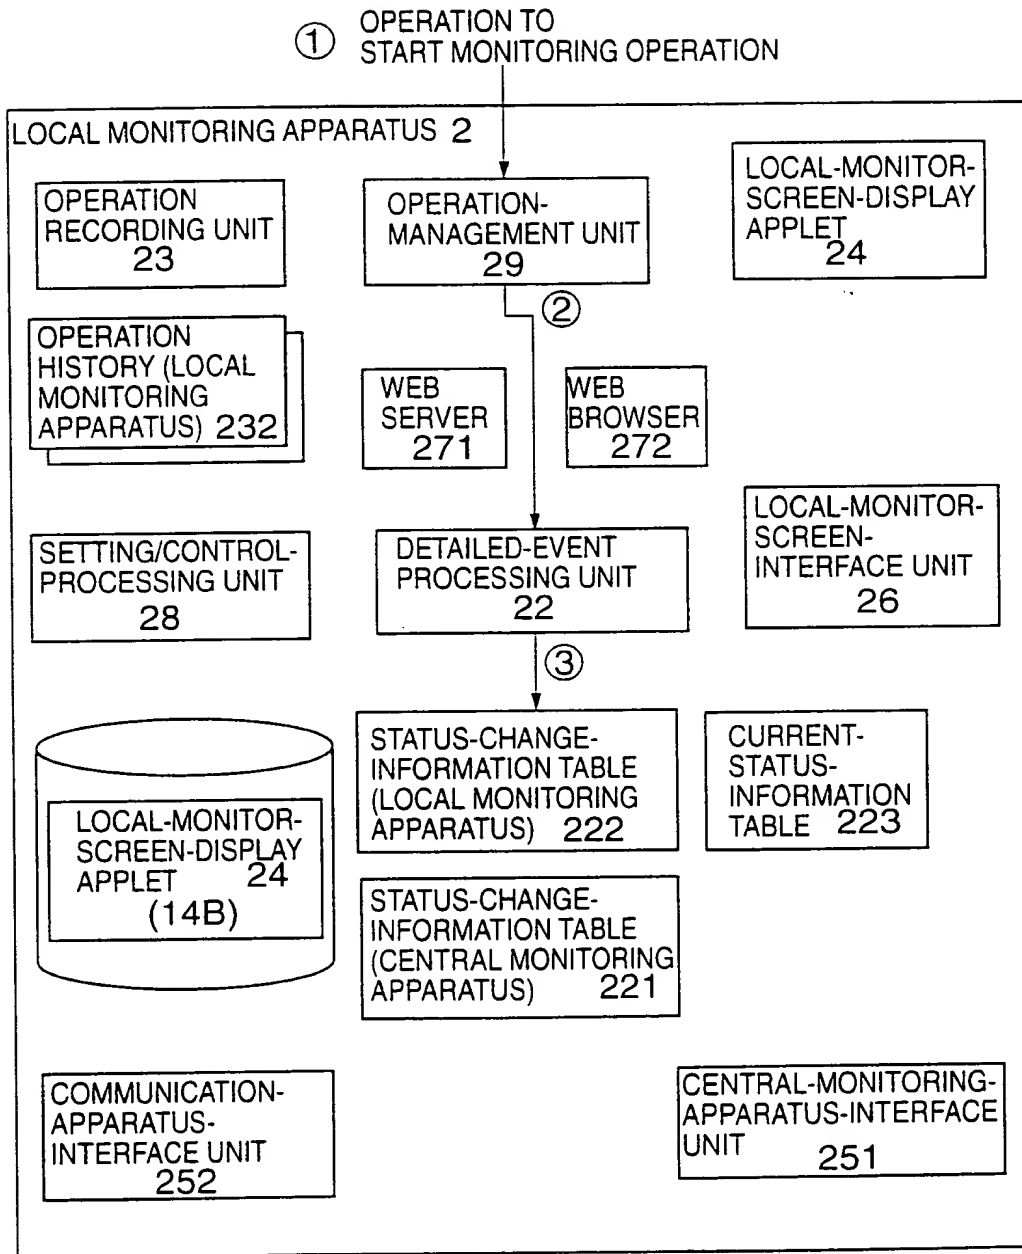 ① OPERATION TO
START MONITORING OPERATION
LOCAL MONITORING APPARATUS 2
OPERATION
RECORDING UNIT
23
OPERATION-
MANAGEMENT UNIT
29
LOCAL-MONITOR-
SCREEN-DISPLAY
APPLET
24
②
OPERATION
HISTORY (LOCAL
MONITORING
APPARATUS) 232
WEB
SERVER
271
WEB
BROWSER
272
SETTING/CONTROL-
PROCESSING UNIT
28
DETAILED-EVENT
PROCESSING UNIT
22
LOCAL-MONITOR-
SCREEN-
INTERFACE UNIT
26
③
LOCAL-MONITOR-
SCREEN-DISPLAY
APPLET 24
(14B)
STATUS-CHANGE-
INFORMATION TABLE
(LOCAL MONITORING
APPARATUS) 222
CURRENT-
STATUS-
INFORMATION
TABLE 223
STATUS-CHANGE-
INFORMATION TABLE
(CENTRAL MONITORING
APPARATUS) 221
COMMUNICATION-
APPARATUS-
INTERFACE UNIT
252
CENTRAL-MONITORING-
APPARATUS-INTERFACE
UNIT 251